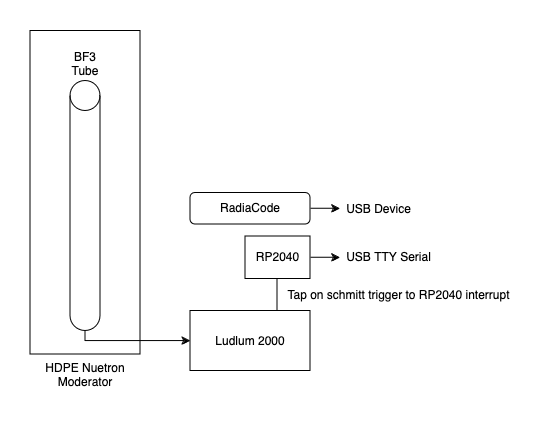 BF3
Tube
RadiaCode
USB Device
RP2040
USB TTY Serial
Tap on schmitt trigger to RP2040 interrupt
Ludlum 2000
HDPE Nuetron
Moderator